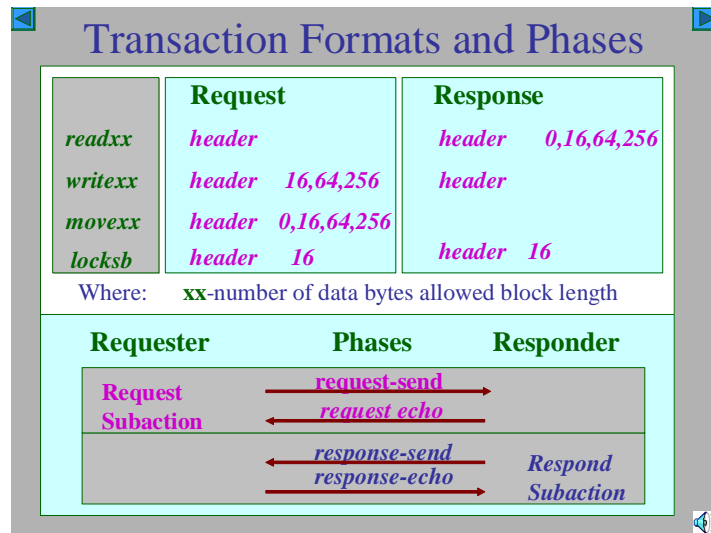 Transaction Formats and Phases
Request Response
readxx header header 0,16,64,256
writexx header 16,64,256 header
movexx header 0,16,64,256
locksb header 16 header 16
Where: xx-number of data bytes allowed block length
Requester Phases Responder
Request Subaction
request-send
request echo
response-send
response-echo
Respond
Subaction